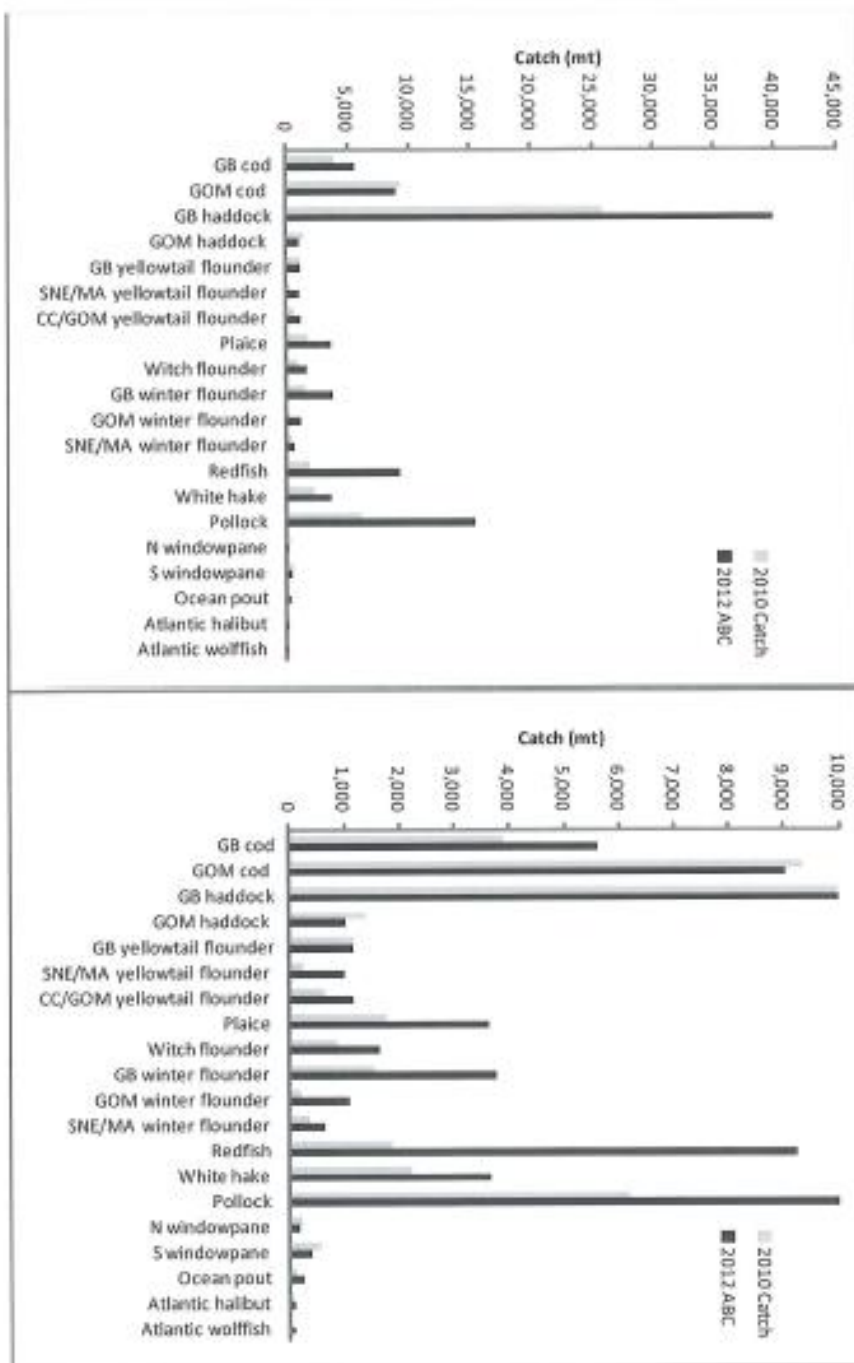 Catch (mt)
0
5,000
10,000
15,000
20,000
25,000
30,000
35,000
40,000
45,000
GB cod
GOM cod
GB haddock
GOM haddock
GB yellowtail flounder
SNE/MA yellowtail flounder
CC/GOM yellowtail flounder
Plaice
Witch flounder
GB winter flounder
GOM winter flounder
SNE/MA winter flounder
Redfish
White hake
Pollock
N windowpane
S windowpane
Ocean pout
Atlantic halibut
Atlantic wolffish
2010 Catch
2012 ABC
Catch (mt)
0
1,000
2,000
3,000
4,000
5,000
6,000
7,000
8,000
9,000
10,000
GB cod
GOM cod
GB haddock
GOM haddock
GB yellowtail flounder
SNE/MA yellowtail flounder
CC/GOM yellowtail flounder
Plaice
Witch flounder
GB winter flounder
GOM winter flounder
SNE/MA winter flounder
Redfish
White hake
Pollock
N windowpane
S windowpane
Ocean pout
Atlantic halibut
Atlantic wolffish
2010 Catch
2012 ABC